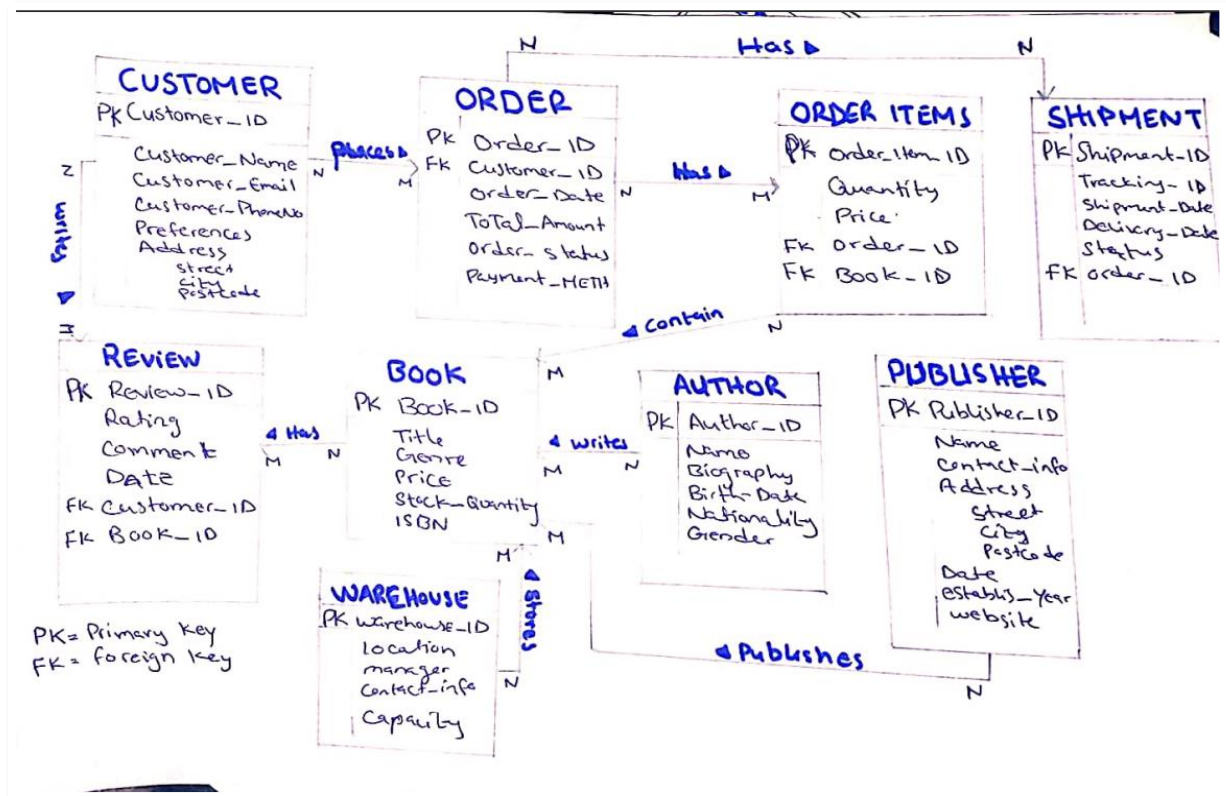 N Has N
CUSTOMER
PK Customer_ID
Customer_Name
Customer_Email
Customer_PhoneNo
Preferences
Address
Street
City
Postcode
N places M
ORDER
PK Order_ID
FK Customer_ID
Order_Date
ToTal_Amount
Order_status
Payment_METH
N Has M
ORDER ITEMS
PK Order_Item_ID
Quantity
Price
FK Order_ID
FK Book_ID
SHIPMENT
PK Shipment_ID
Tracking_ID
Shipment_Date
Delivery_Date
Status
FK order_ID
N
writes
M
N Contain M
REVIEW
PK Review_ID
Rating
Comment
Date
FK Customer_ID
FK Book_ID
M Has N
BOOK
PK Book_ID
Title
Genre
Price
Stock_Quantity
ISBN
M writes N
AUTHOR
PK Author_ID
Name
Biography
Birth-Date
Nationality
Gender
PUBLISHER
PK Publisher_ID
Name
Contact_info
Address
Street
City
Postcode
Date
establis_Year
website
M
M
Stores
N
WAREHOUSE
PK Warehouse_ID
location
manager
Contact_info
Capacity
Publishes
N
PK = Primary Key
FK = foreign Key